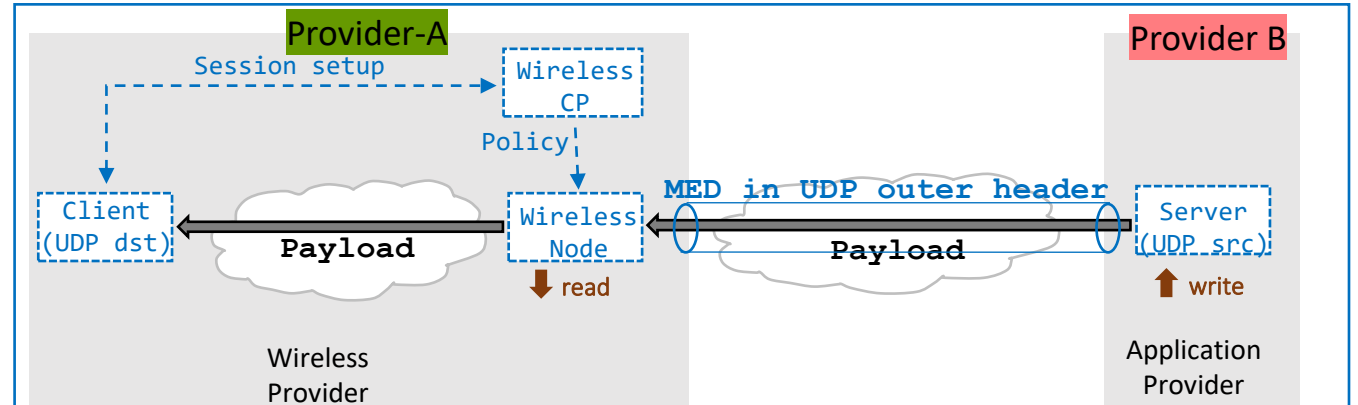 Provider-A
Provider B
Session setup
Wireless
CP
Policy
MED in UDP outer header
Client
(UDP dst)
Payload
Wireless
Node
Payload
Server
(UDP src)
read
write
Wireless
Provider
Application
Provider